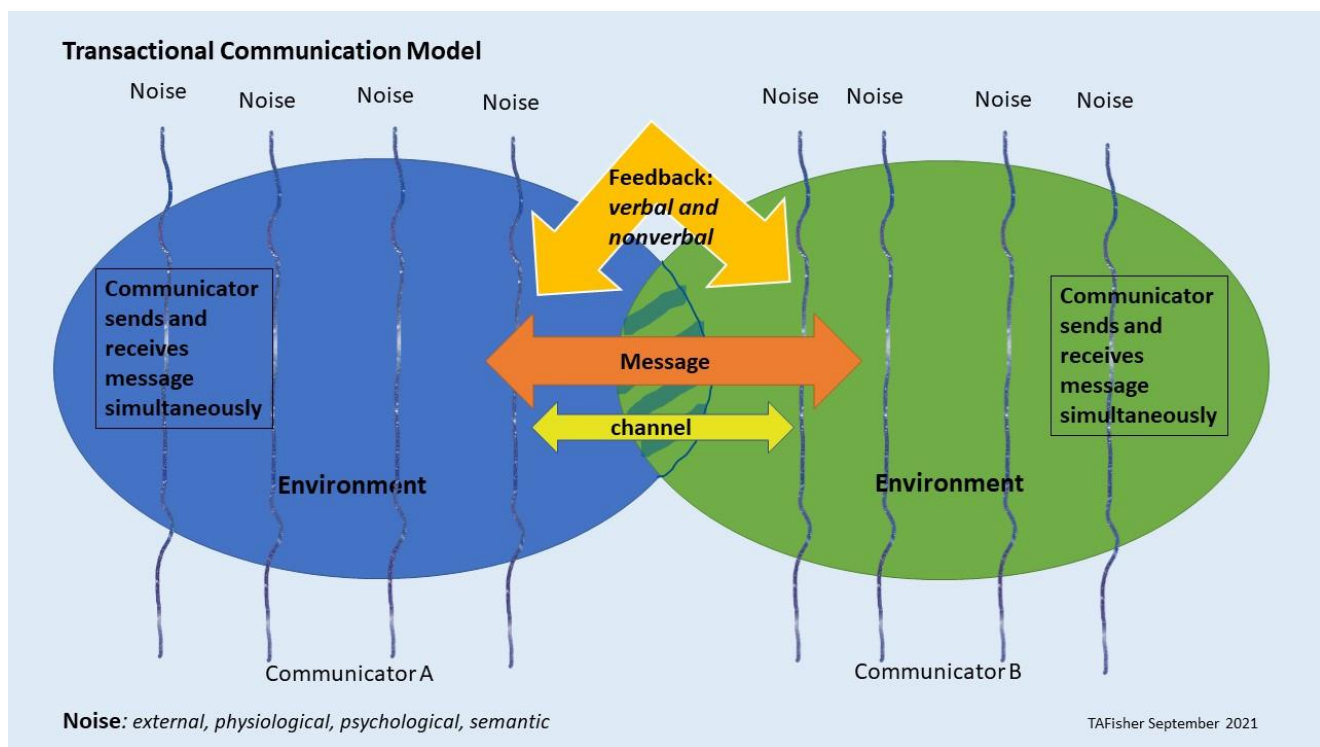 Transactional Communication Model
Noise Noise Noise Noise Noise Noise Noise Noise
Feedback:
verbal and
nonverbal
Communicator
sends and
receives
message
simultaneously
Communicator
sends and
receives
message
simultaneously
Message
channel
Environment
Environment
Communicator A
Communicator B
Noise: external, physiological, psychological, semantic
TAFisher September 2021